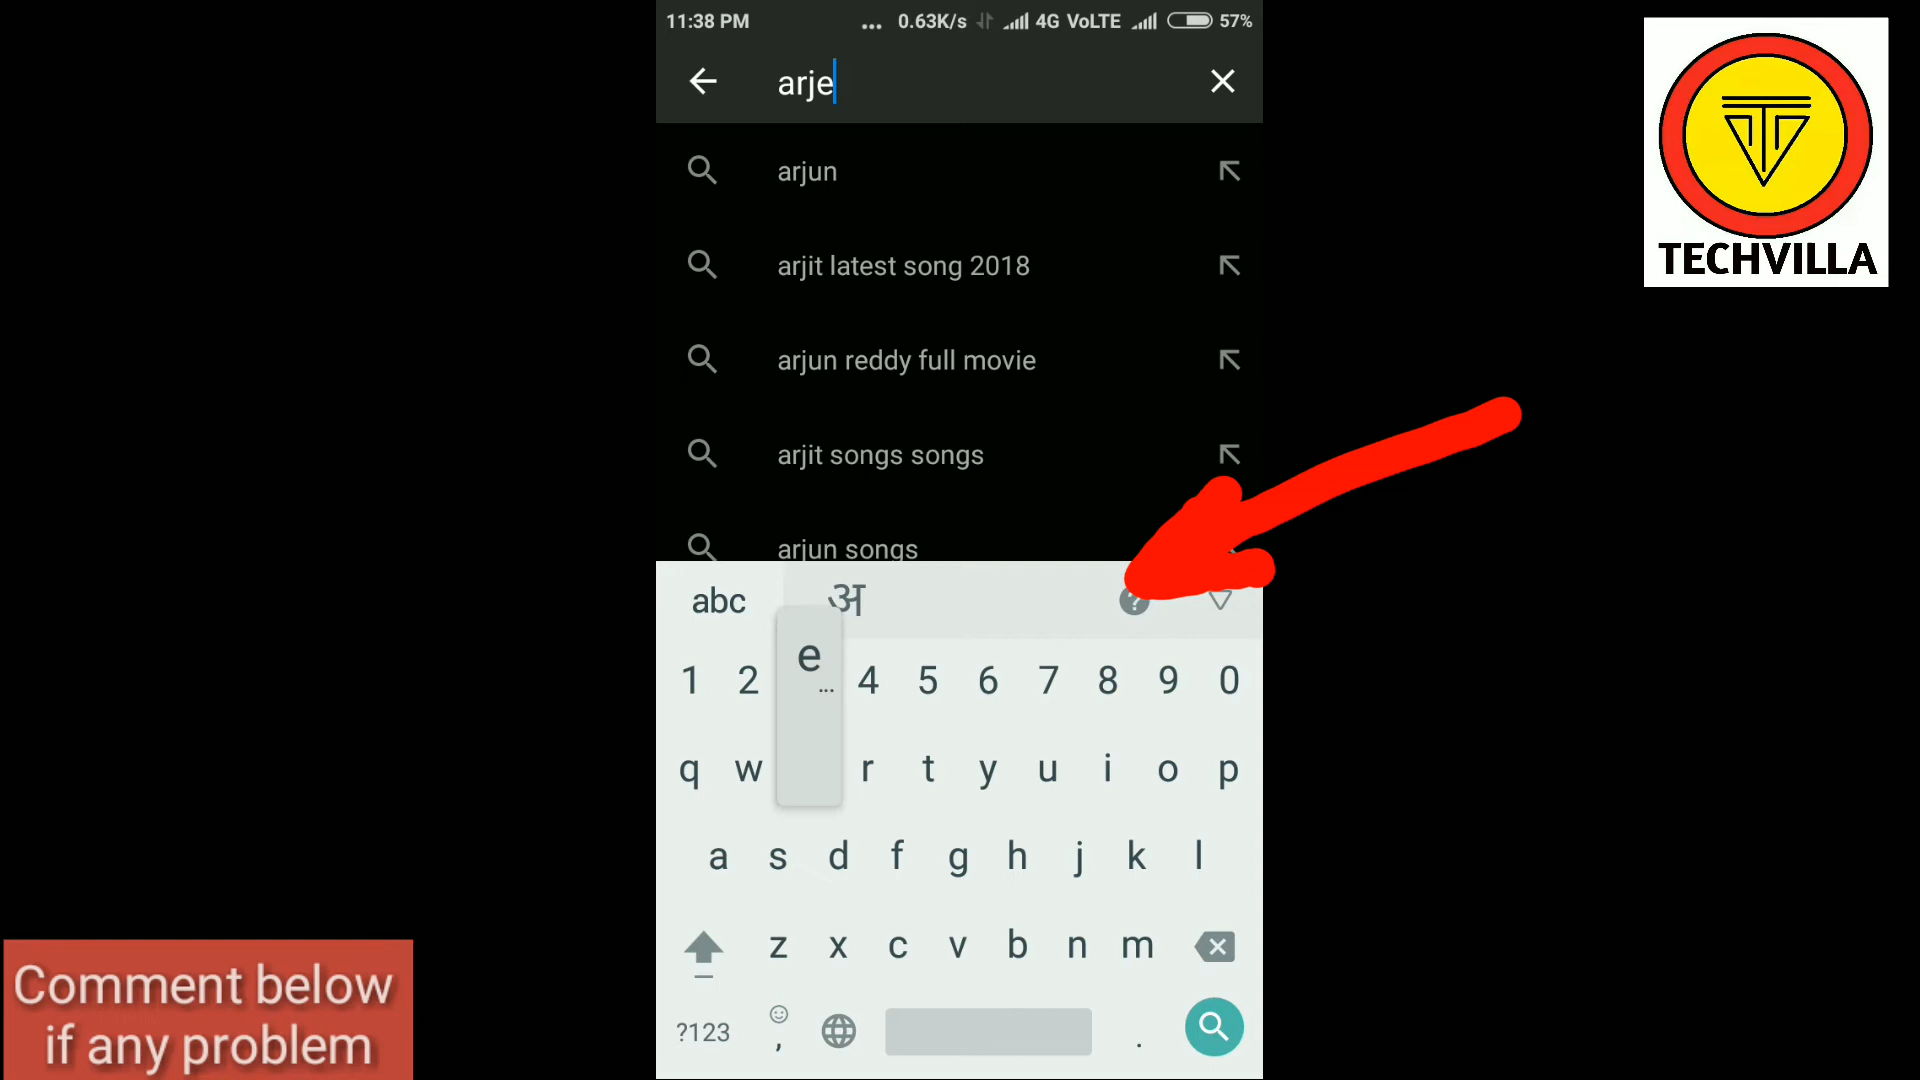 11:38 PM ... 0.63K/s 4G VoLTE 57%
arje
arjun
arjit latest song 2018
arjun reddy full movie
arjit songs songs
arjun songs
abc अ ?
e
...
1 2 4 5 6 7 8 9 0
q w r t y u i o p
a s d f g h j k l
z x c v b n m
?123 , .
TECHVILLA
Comment below
if any problem